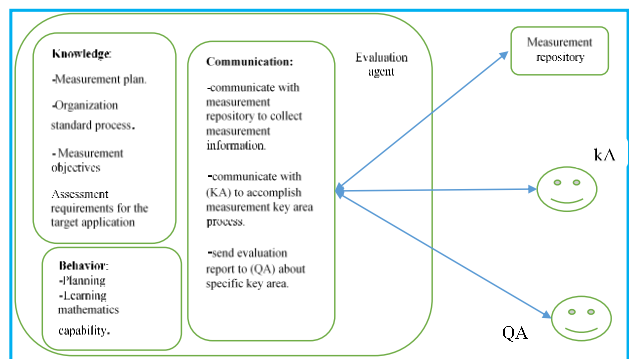 Knowledge:
-Measurement plan.
-Organization
standard process.
- Measurement
objectives
Assessment
requirements for the
target application
Behavior:
-Planning
-Learning
mathematics
capability.
Communication:
-communicate with
measurement
repository to collect
measurement
information.
-communicate with
(KA) to accomplish
measurement key area
process.
-send evaluation
report to (QA) about
specific key area.
Evaluation
agent
Measurement
repository
kA
QA